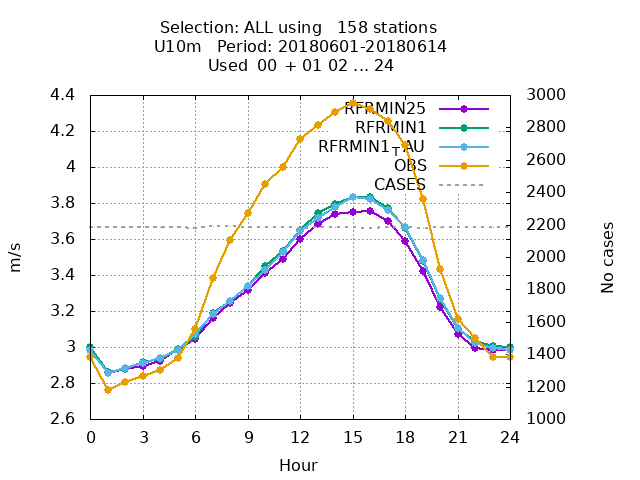 Selection: ALL using   158 stations
U10m   Period: 20180601-20180614
Used  00 + 01 02 ... 24
4.4
4.2
4
3.8
3.6
3.4
3.2
3
2.8
2.6
3000
2800
2600
2400
2200
2000
1800
1600
1400
1200
1000
RFRMIN25
RFRMIN1
RFRMIN1_TAU
OBS
CASES
m/s
No cases
0 3 6 9 12 15 18 21 24
Hour